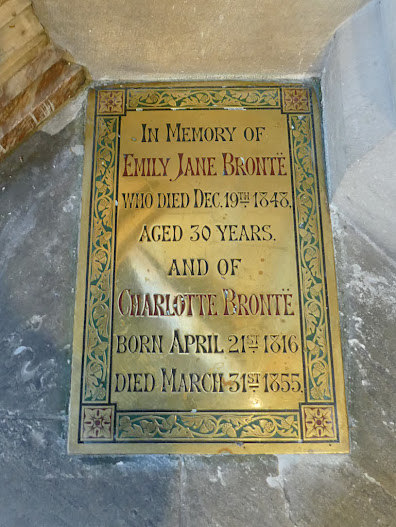 IN MEMORY OF
EMILY JANE BRONTË
WHO DIED DEC. 19TH 1848,
AGED 30 YEARS.
AND OF
CHARLOTTE BRONTË
BORN APRIL 21ST 1816
DIED MARCH 31ST 1855.